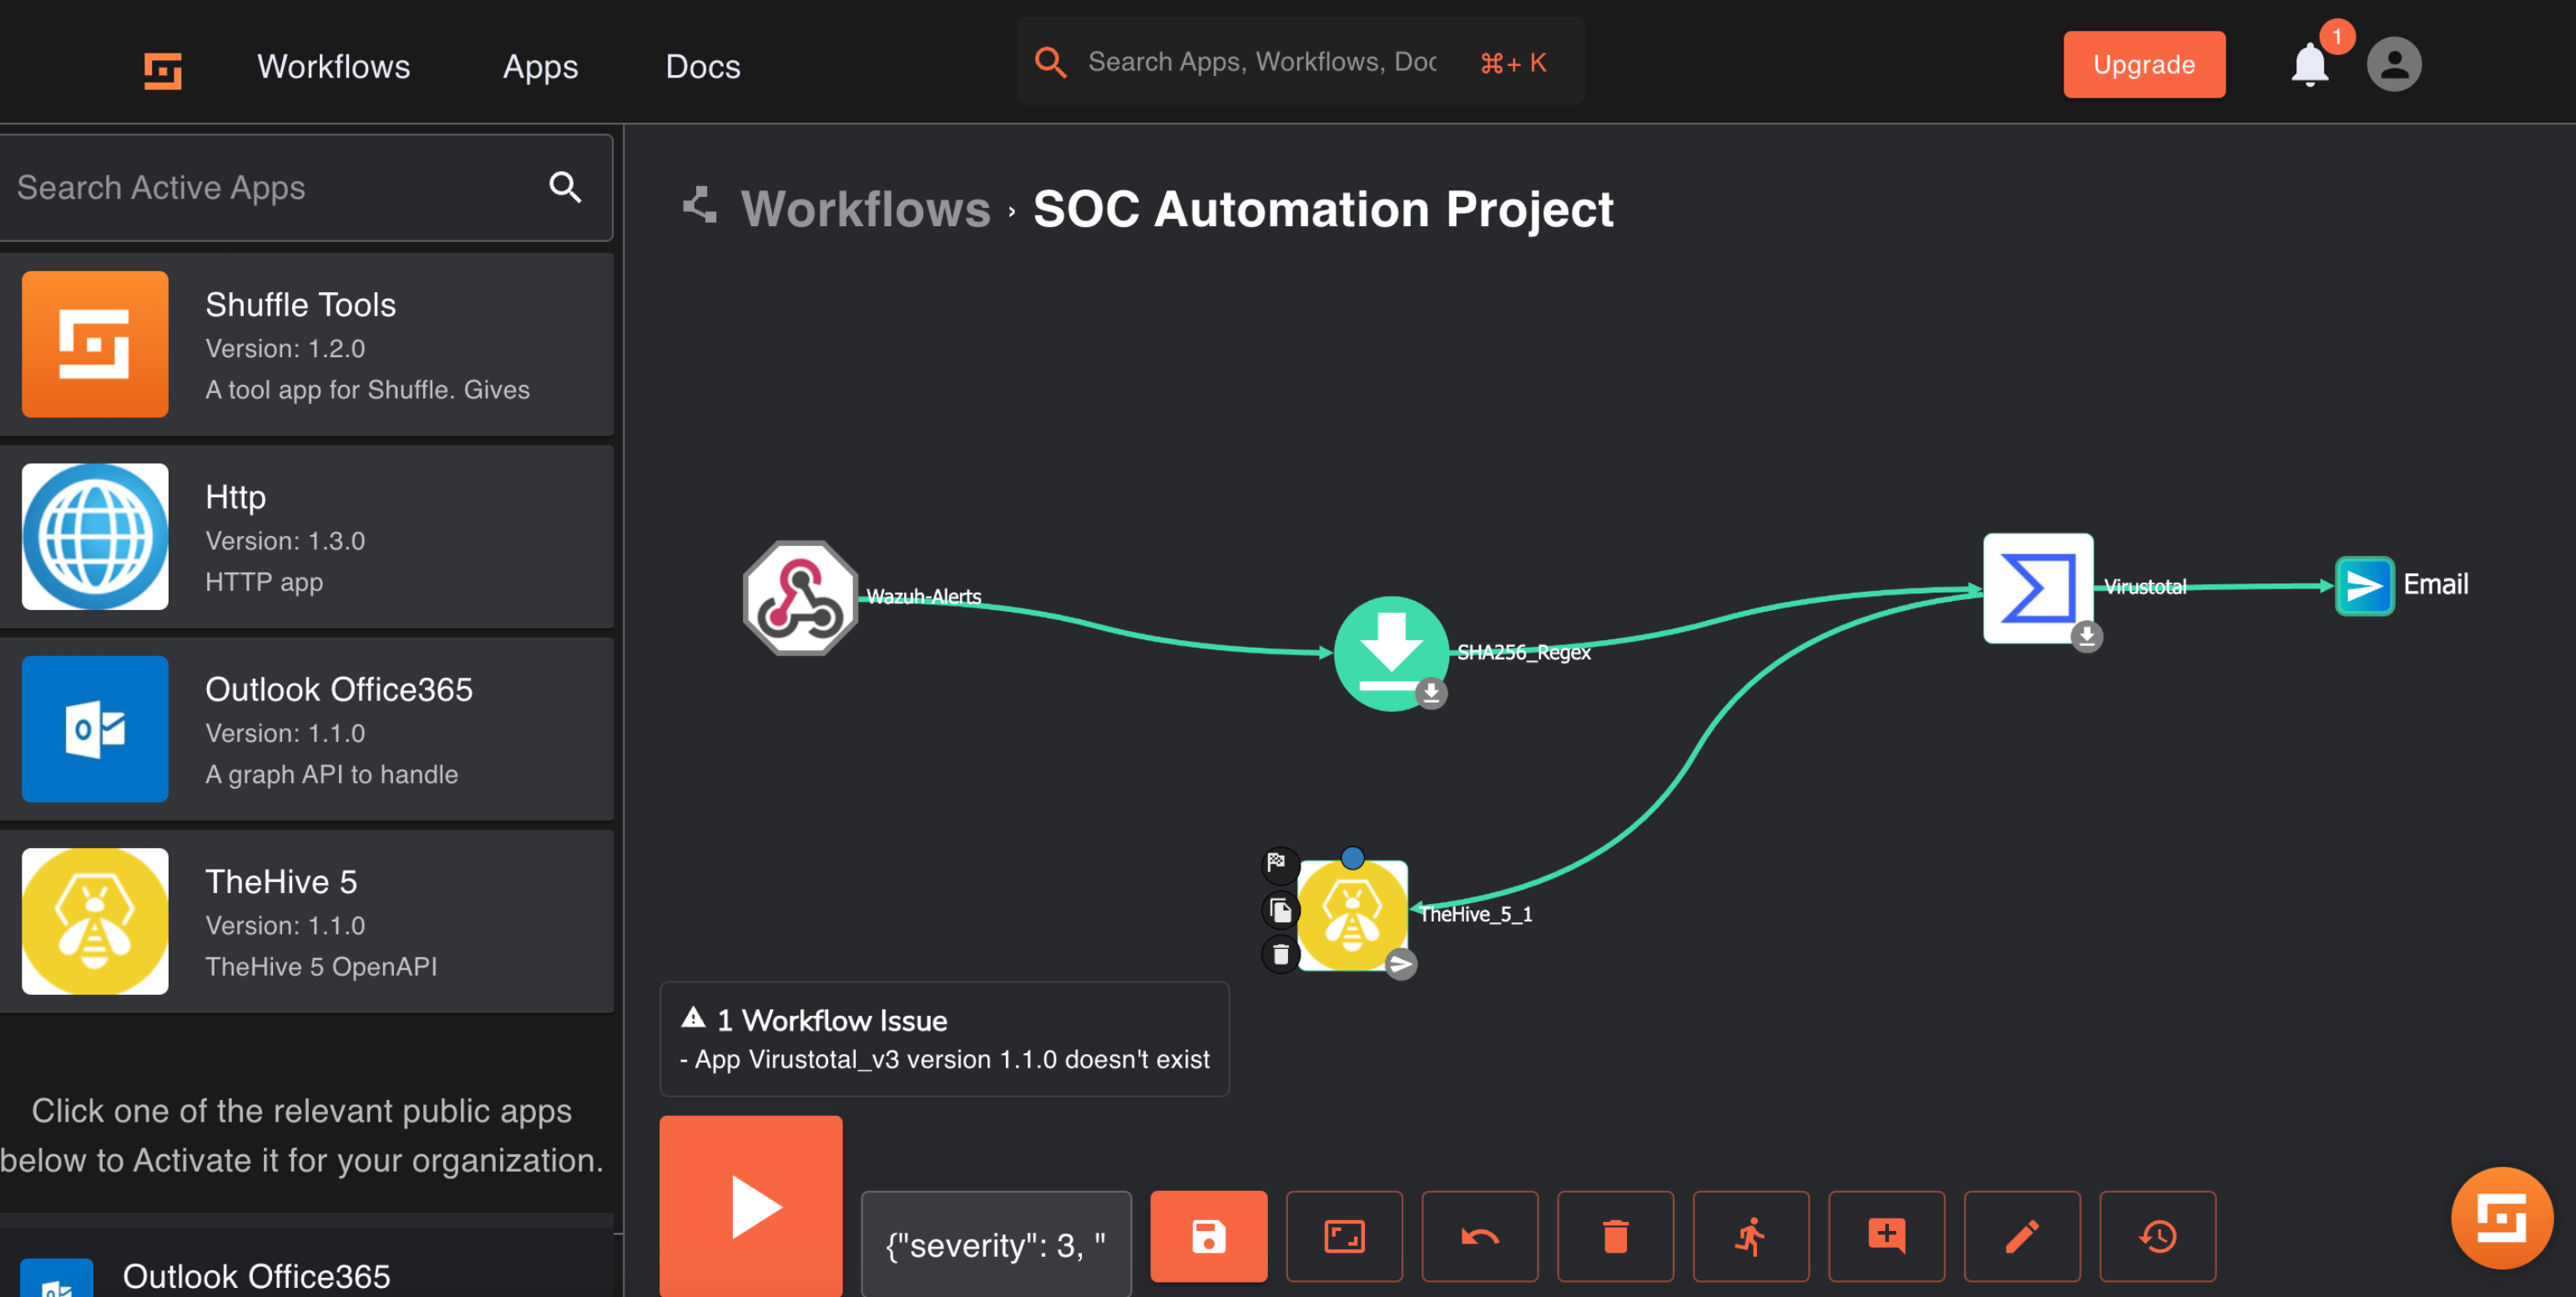 Workflows
Apps
Docs
Search Apps, Workflows, Doc
⌘+ K
Upgrade
1
Search Active Apps
Shuffle Tools
Version: 1.2.0
A tool app for Shuffle. Gives
Http
Version: 1.3.0
HTTP app
Outlook Office365
Version: 1.1.0
A graph API to handle
TheHive 5
Version: 1.1.0
TheHive 5 OpenAPI
Click one of the relevant public apps
below to Activate it for your organization.
Outlook Office365
Workflows › SOC Automation Project
Wazuh-Alerts
SHA256_Regex
Virustotal
Email
TheHive_5_1
1 Workflow Issue
- App Virustotal_v3 version 1.1.0 doesn't exist
{"severity": 3, "